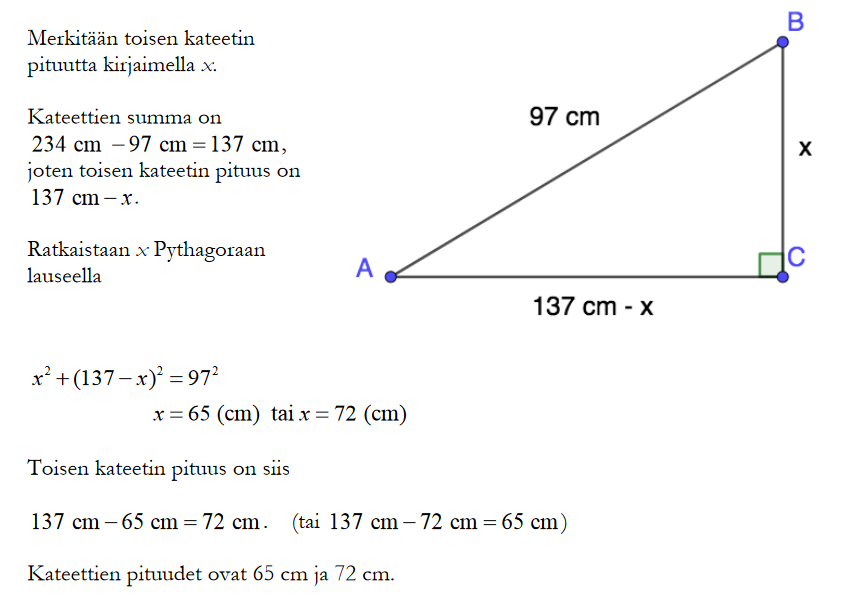 Merkitään toisen kateetin
pituutta kirjaimella x.
Kateettien summa on
234 cm − 97 cm = 137 cm,
joten toisen kateetin pituus on
137 cm − x.
Ratkaistaan x Pythagoraan
lauseella
B
97 cm
x
A
C
137 cm - x
x² + (137 − x)² = 97²
x = 65 (cm) tai x = 72 (cm)
Toisen kateetin pituus on siis
137 cm − 65 cm = 72 cm. (tai 137 cm − 72 cm = 65 cm)
Kateettien pituudet ovat 65 cm ja 72 cm.